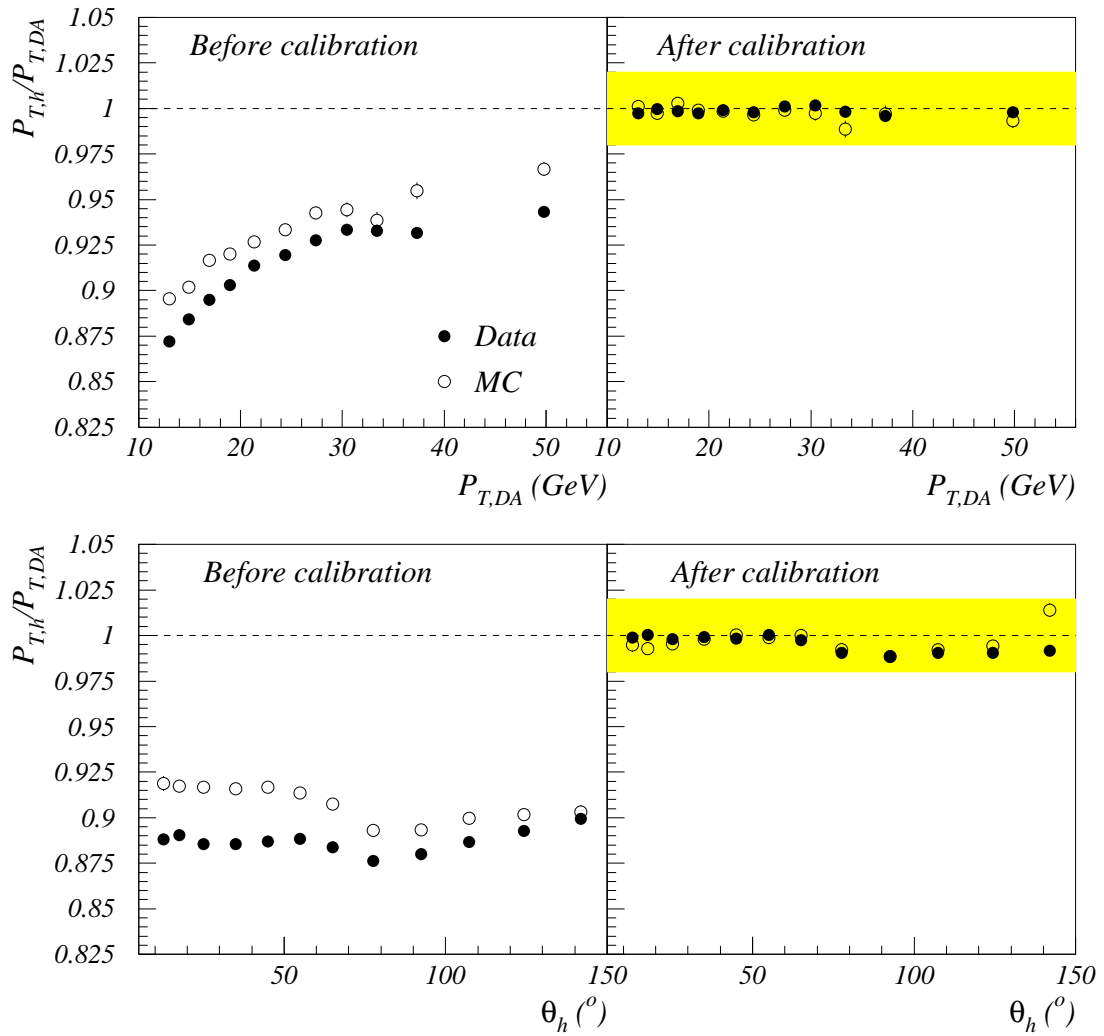 P_{T,h}/P_{T,DA}
1.05
1.025
1
0.975
0.95
0.925
0.9
0.875
0.85
0.825
Before calibration
After calibration
Data
MC
10 20 30 40 50 10 20 30 40 50
P_{T,DA} (GeV) P_{T,DA} (GeV)
P_{T,h}/P_{T,DA}
1.05
1.025
1
0.975
0.95
0.925
0.9
0.875
0.85
0.825
Before calibration
After calibration
50 100 150 50 100 150
θ_h (°) θ_h (°)